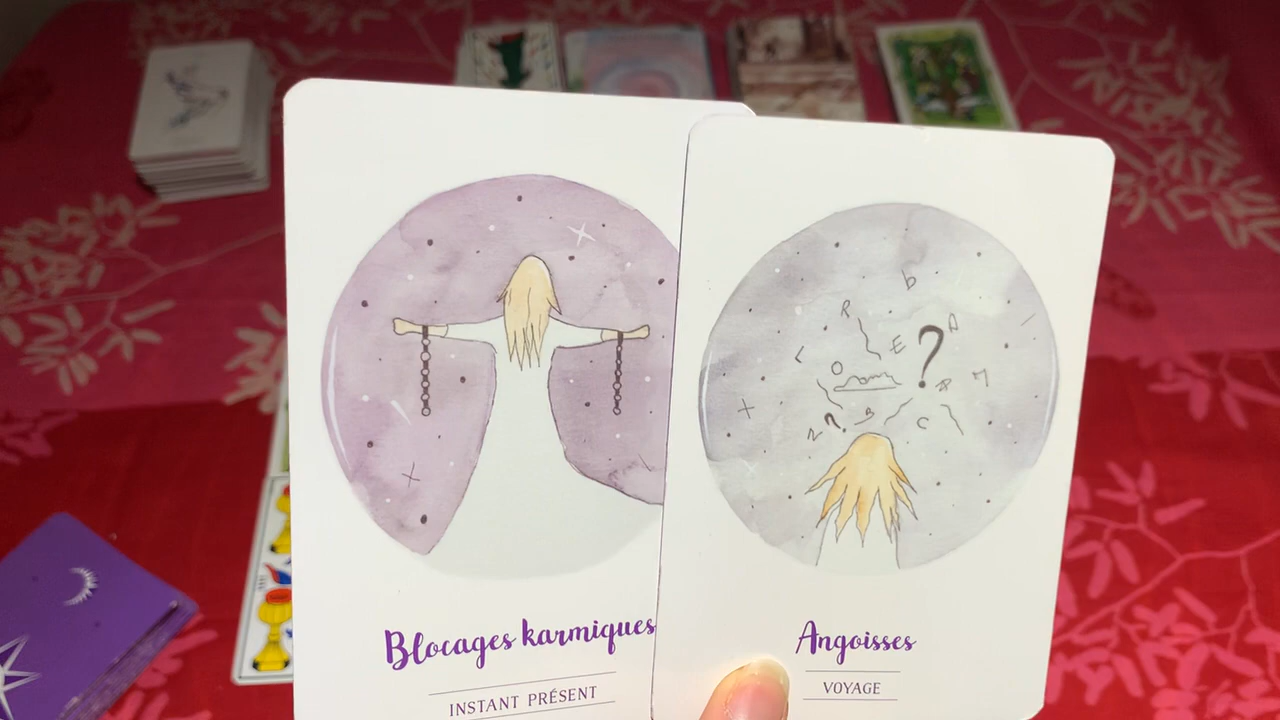 Blocages karmiques
INSTANT PRÉSENT
b
R
A
E
?
C
Angoisses
VOYAGE